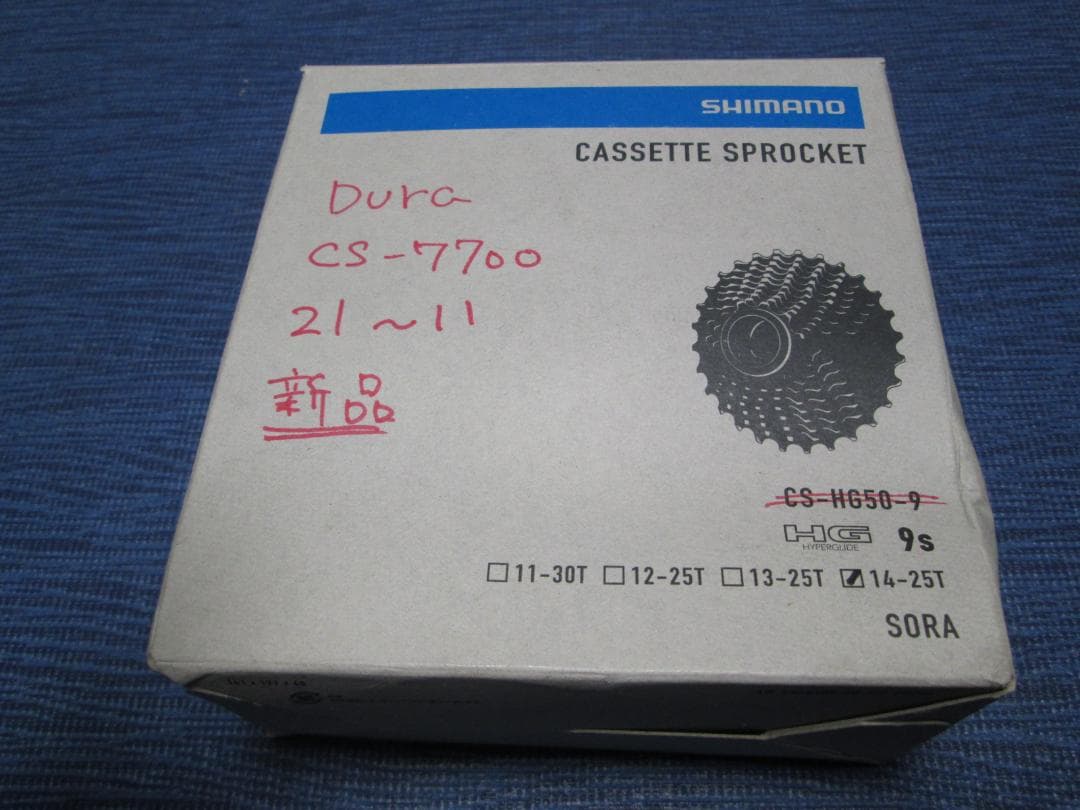 SHIMANO
CASSETTE SPROCKET
Dura
CS-7700
21~11
新品
CS-HG50-9
HG 9s
HYPERGLIDE
11-30T 12-25T 13-25T 14-25T
SORA